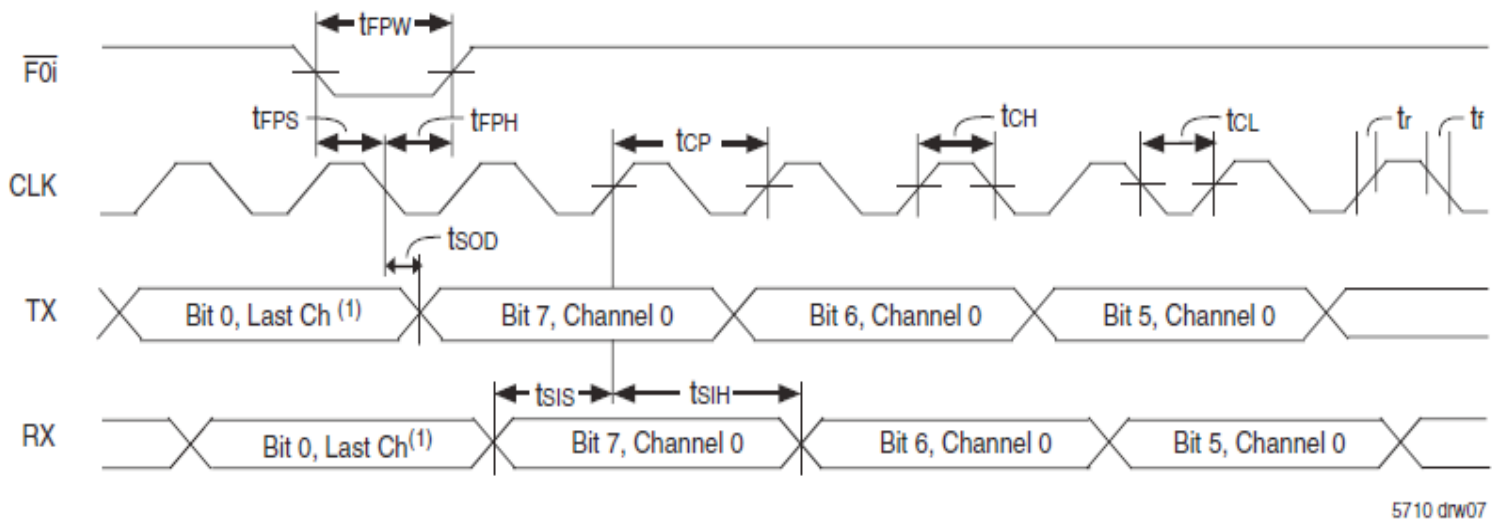 tFPW
F0i
tFPS
tFPH
tCP
tCH
tCL
tr
tf
CLK
tSOD
TX
Bit 0, Last Ch (1)
Bit 7, Channel 0
Bit 6, Channel 0
Bit 5, Channel 0
tSIS
tSIH
RX
Bit 0, Last Ch(1)
Bit 7, Channel 0
Bit 6, Channel 0
Bit 5, Channel 0
5710 drw07